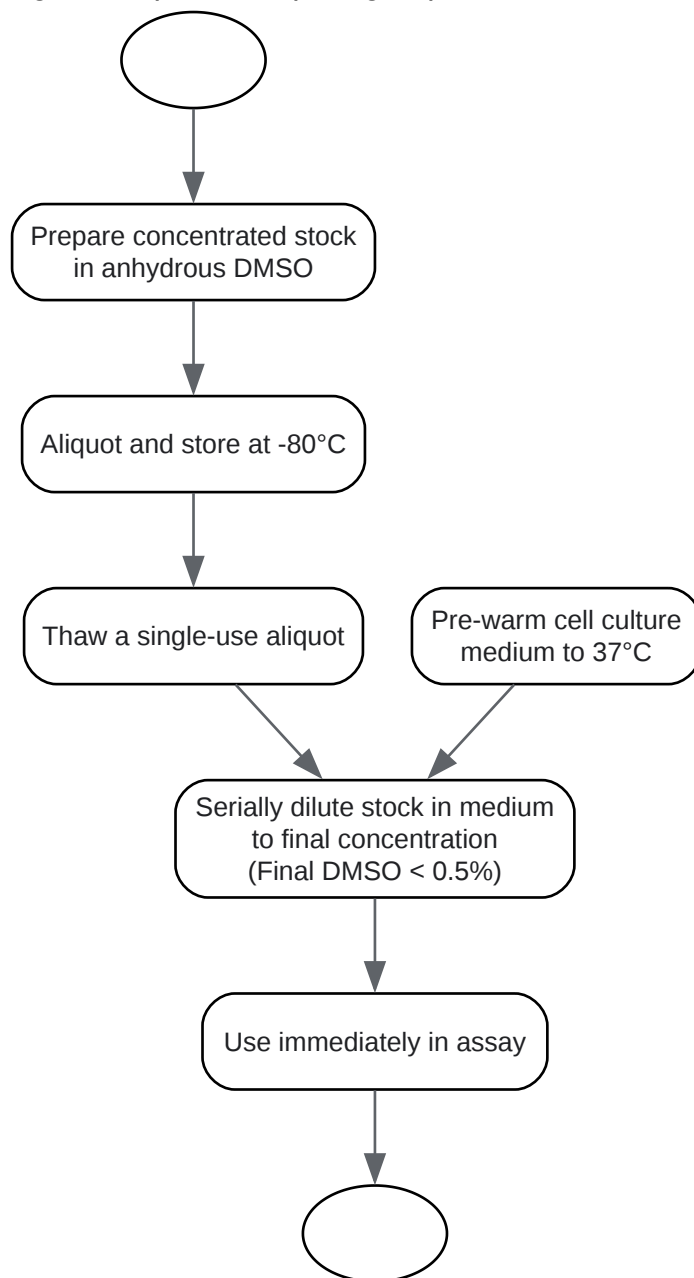 Prepare concentrated stock
in anhydrous DMSO
Aliquot and store at -80°C
Thaw a single-use aliquot
Pre-warm cell culture
medium to 37°C
Serially dilute stock in medium
to final concentration
(Final DMSO < 0.5%)
Use immediately in assay